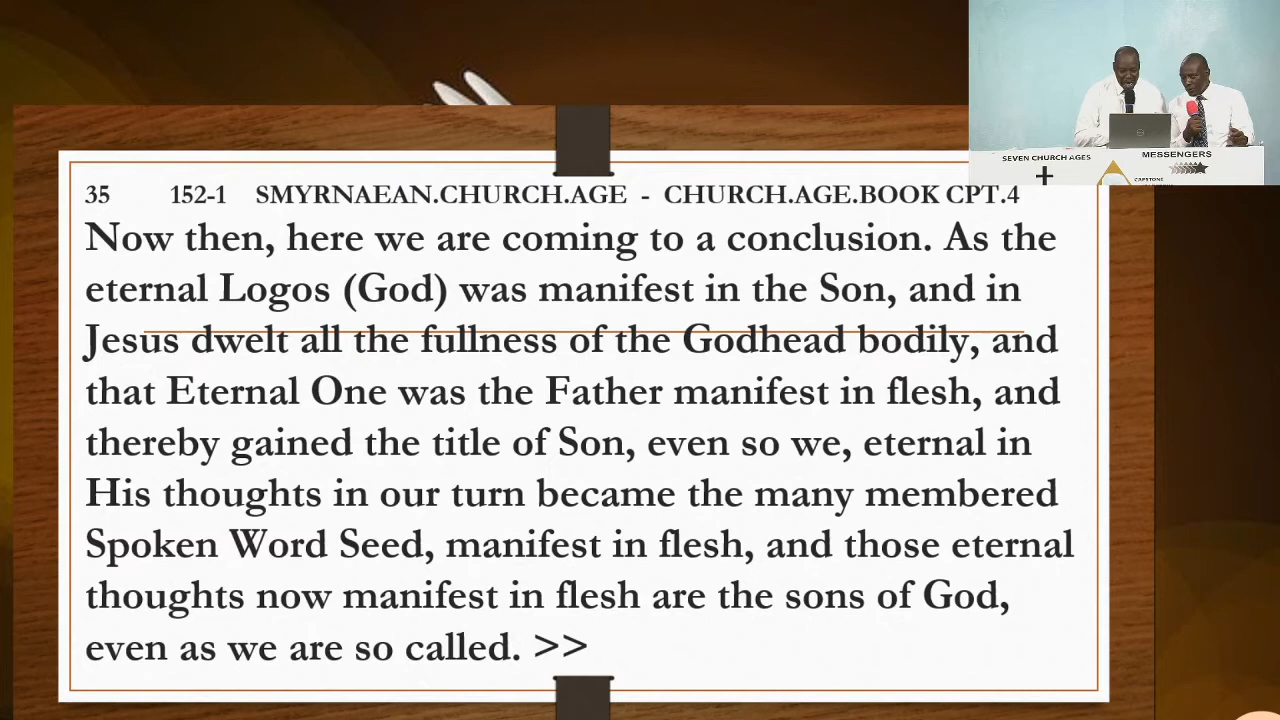 35 152-1 SMYRNAEAN.CHURCH.AGE - CHURCH.AGE.BOOK CPT.4
Now then, here we are coming to a conclusion. As the
eternal Logos (God) was manifest in the Son, and in
Jesus dwelt all the fullness of the Godhead bodily, and
that Eternal One was the Father manifest in flesh, and
thereby gained the title of Son, even so we, eternal in
His thoughts in our turn became the many membered
Spoken Word Seed, manifest in flesh, and those eternal
thoughts now manifest in flesh are the sons of God,
even as we are so called. >>
SEVEN CHURCH AGES
MESSENGERS
CAPSTONE